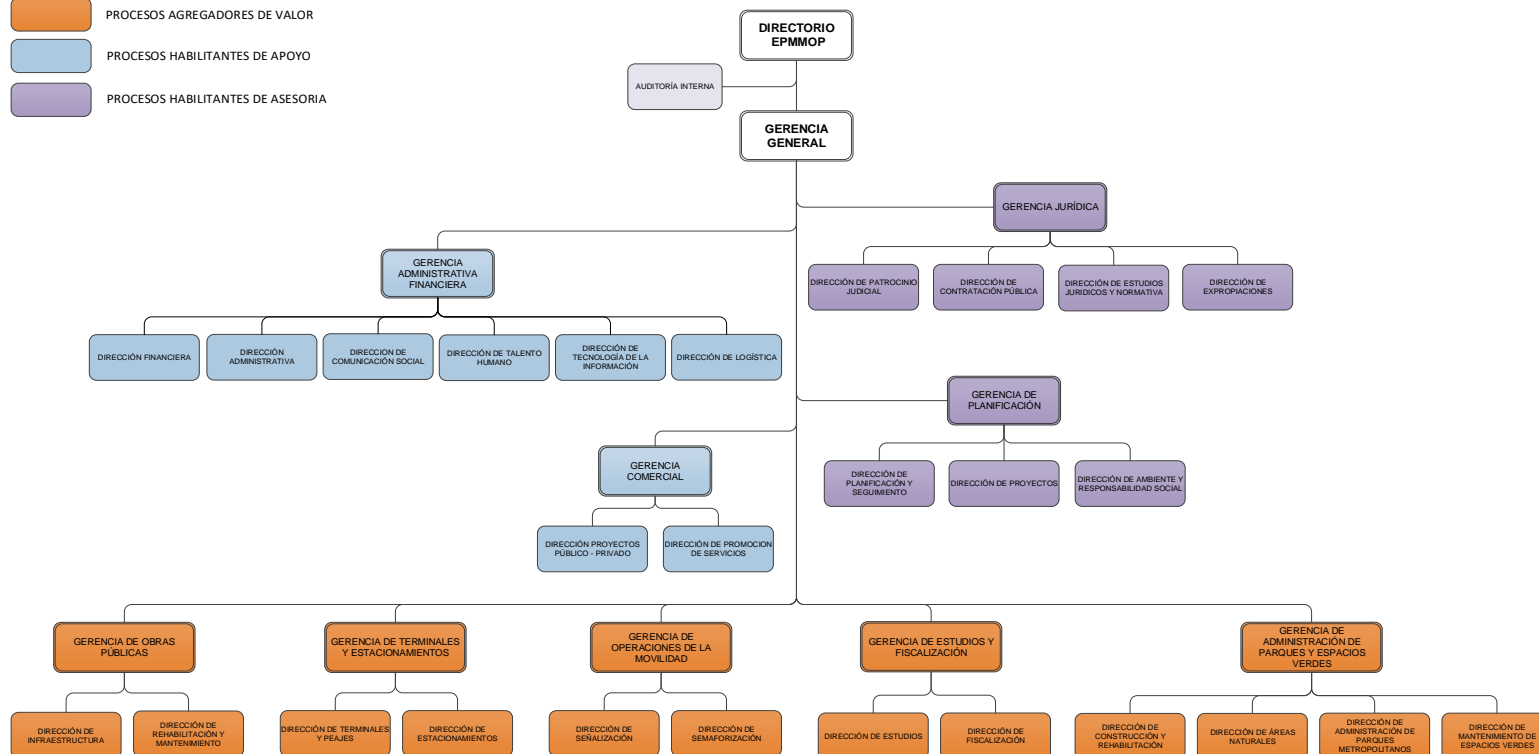 PROCESOS AGREGADORES DE VALOR
PROCESOS HABILITANTES DE APOYO
PROCESOS HABILITANTES DE ASESORIA
DIRECTORIO
EPMMOP
AUDITORÍA INTERNA
GERENCIA
GENERAL
GERENCIA JURÍDICA
DIRECCIÓN DE PATROCINIO
JUDICIAL
DIRECCIÓN DE
CONTRATACIÓN PÚBLICA
DIRECCIÓN DE ESTUDIOS
JURIDICOS Y NORMATIVA
DIRECCIÓN DE
EXPROPIACIONES
GERENCIA
ADMINISTRATIVA
FINANCIERA
DIRECCIÓN FINANCIERA
DIRECCIÓN
ADMINISTRATIVA
DIRECCION DE
COMUNICACIÓN SOCIAL
DIRECCIÓN DE TALENTO
HUMANO
DIRECCIÓN DE
TECNOLOGÍA DE LA
INFORMACIÓN
DIRECCIÓN DE LOGÍSTICA
GERENCIA DE
PLANIFICACIÓN
DIRECCIÓN DE
PLANIFICACIÓN Y
SEGUIMIENTO
DIRECCIÓN DE PROYECTOS
DIRECCIÓN DE AMBIENTE Y
RESPONSABILIDAD SOCIAL
GERENCIA
COMERCIAL
DIRECCIÓN PROYECTOS
PÚBLICO - PRIVADO
DIRECCIÓN DE PROMOCION
DE SERVICIOS
GERENCIA DE OBRAS
PÚBLICAS
DIRECCIÓN DE
INFRAESTRUCTURA
DIRECCIÓN DE
REHABILITACIÓN Y
MANTENIMIENTO
GERENCIA DE TERMINALES
Y ESTACIONAMIENTOS
DIRECCIÓN DE TERMINALES
Y PEAJES
DIRECCIÓN DE
ESTACIONAMIENTOS
GERENCIA DE
OPERACIONES DE LA
MOVILIDAD
DIRECCIÓN DE
SEÑALIZACIÓN
DIRECCIÓN DE
SEMAFORIZACIÓN
GERENCIA DE ESTUDIOS Y
FISCALIZACIÓN
DIRECCIÓN DE ESTUDIOS
DIRECCIÓN DE
FISCALIZACIÓN
GERENCIA DE
ADMINISTRACIÓN DE
PARQUES Y ESPACIOS
VERDES
DIRECCIÓN DE
CONSTRUCCIÓN Y
REHABILITACIÓN
DIRECCIÓN DE ÁREAS
NATURALES
DIRECCIÓN DE
ADMINISTRACIÓN DE
PARQUES
METROPOLITANOS
DIRECCIÓN DE
MANTENIMIENTO DE
ESPACIOS VERDES